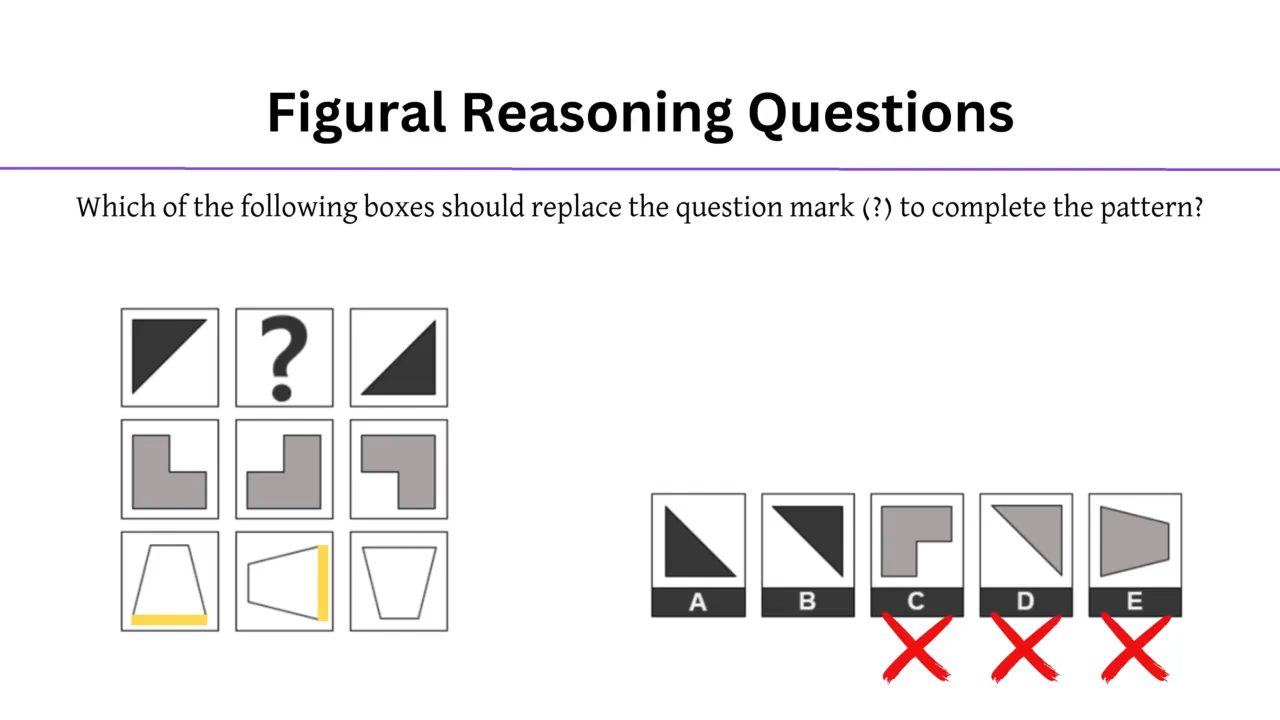 Figural Reasoning Questions
Which of the following boxes should replace the question mark (?) to complete the pattern?
?
A B C D E